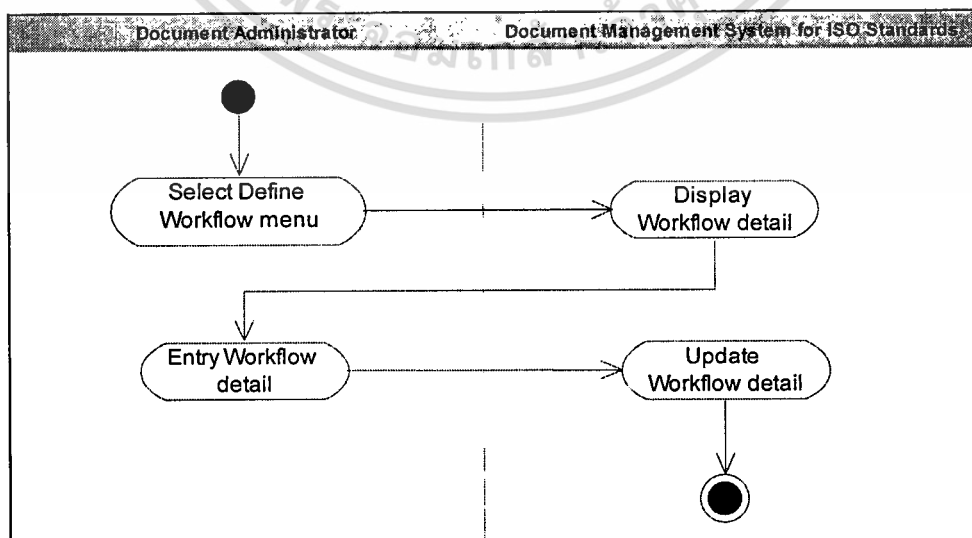 Document Administrator
Document Management System for ISO Standards
Select Define
Workflow menu
Display
Workflow detail
Entry Workflow
detail
Update
Workflow detail